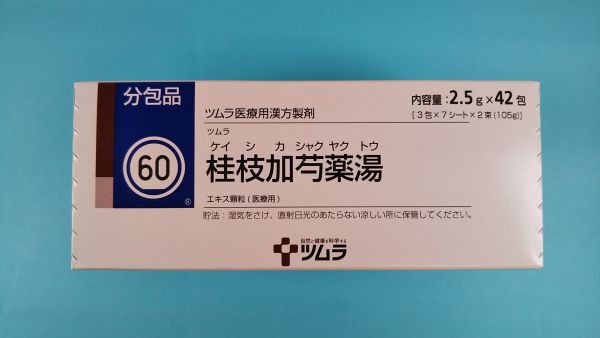 分包品
60
®
ツムラ医療用漢方製剤
内容量:2.5g×42包
[3包×7シート×2束(105g)]
ツムラ
ケイ シ カ シャク ヤク トウ
桂枝加芍薬湯
エキス顆粒(医療用)
貯法:湿気をさけ、直射日光のあたらない涼しい所に保管してください。
自然と健康を科学する
ツムラ